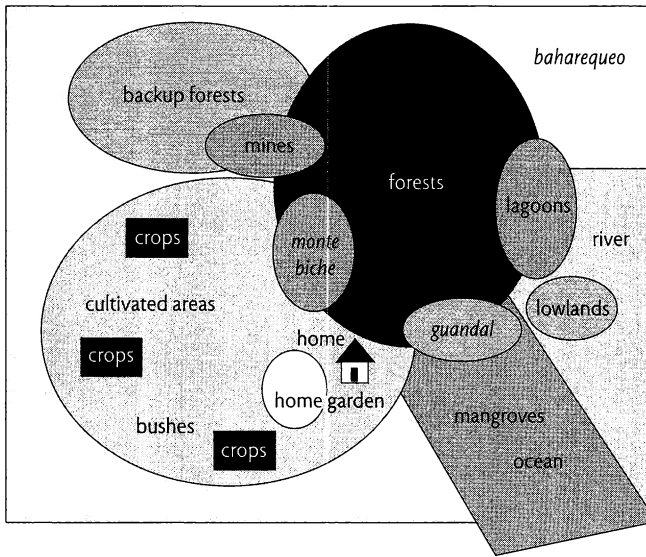 baharequeo
backup forests
mines
forests
lagoons
monte
biche
crops
river
cultivated areas
lowlands
guandal
home
crops
home garden
bushes
mangroves
crops
ocean